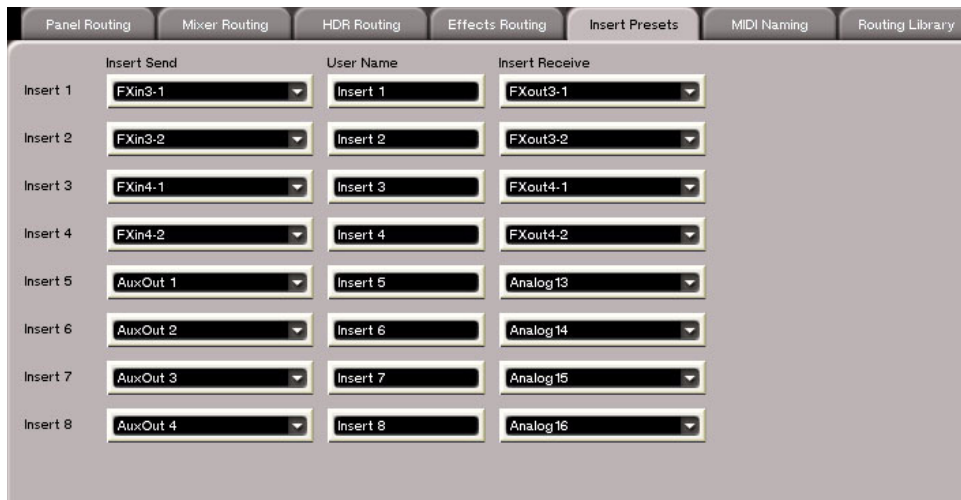 Panel Routing Mixer Routing HDR Routing Effects Routing Insert Presets MIDI Naming Routing Library
Insert Send User Name Insert Receive
Insert 1 FXin3-1 Insert 1 FXout3-1
Insert 2 FXin3-2 Insert 2 FXout3-2
Insert 3 FXin4-1 Insert 3 FXout4-1
Insert 4 FXin4-2 Insert 4 FXout4-2
Insert 5 AuxOut 1 Insert 5 Analog13
Insert 6 AuxOut 2 Insert 6 Analog14
Insert 7 AuxOut 3 Insert 7 Analog15
Insert 8 AuxOut 4 Insert 8 Analog16